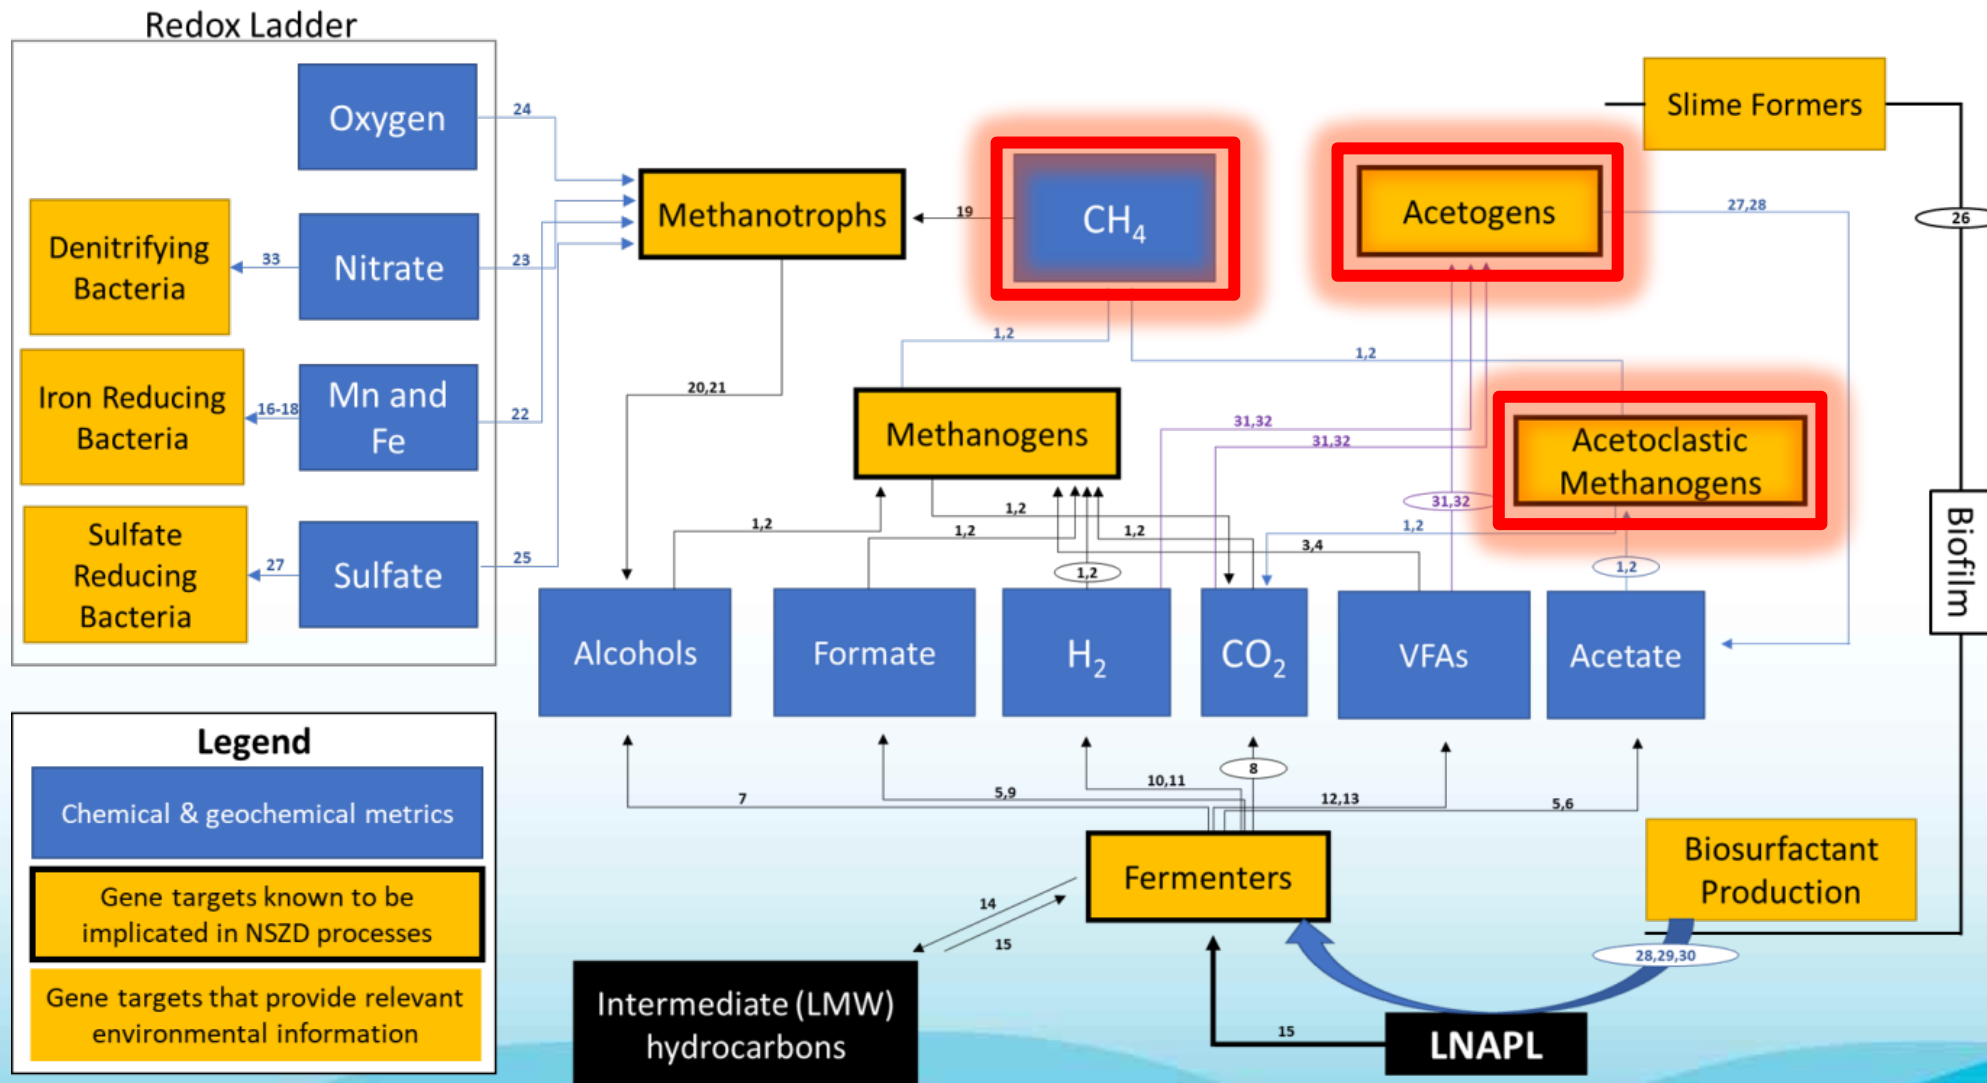 Redox Ladder
Oxygen
24
Denitrifying
Bacteria
33
Nitrate
23
Iron Reducing
Bacteria
16-18
Mn and
Fe
22
Sulfate
Reducing
Bacteria
27
Sulfate
25
Methanotrophs
19
CH₄
Acetogens
27,28
Slime Formers
26
Biofilm
1,2
1,2
20,21
Methanogens
31,32
31,32
Acetoclastic
Methanogens
31,32
1,2
1,2
1,2
1,2
1,2
3,4
1,2
1,2
Alcohols
Formate
H₂
CO₂
VFAs
Acetate
7
5,9
10,11
8
12,13
5,6
Fermenters
Biosurfactant
Production
14
15
28,29,30
Intermediate (LMW)
hydrocarbons
15
LNAPL
Legend
Chemical & geochemical metrics
Gene targets known to be
implicated in NSZD processes
Gene targets that provide relevant
environmental information